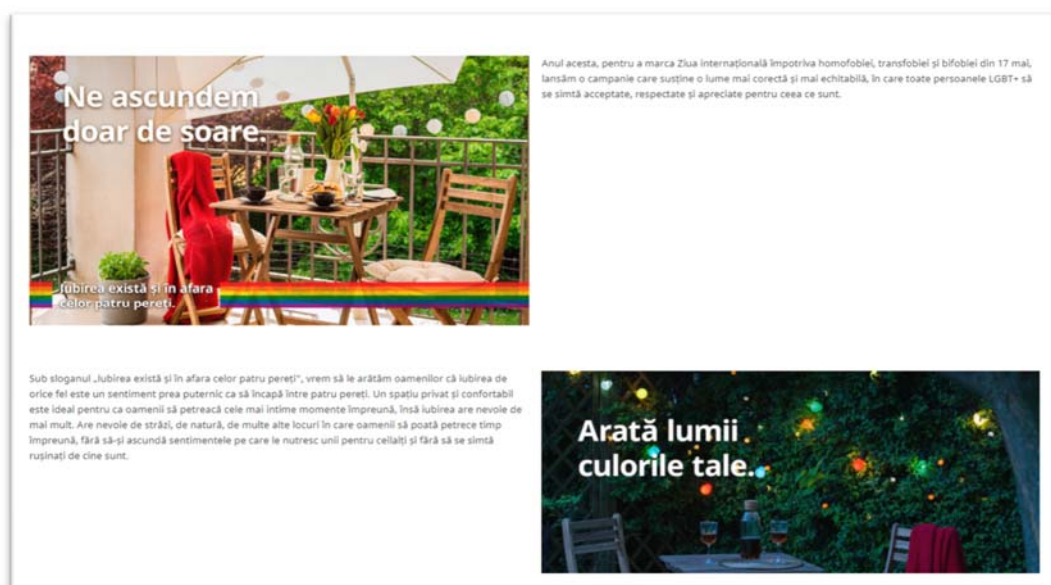 Ne ascundem
doar de soare.
Iubirea există și în afara
celor patru pereți.
Anul acesta, pentru a marca Ziua internațională împotriva homofobiei, transfobiei și bifobiei din 17 mai,
lansăm o campanie care susține o lume mai corectă și mai echitabilă, în care toate persoanele LGBT+ să
se simtă acceptate, respectate și apreciate pentru ceea ce sunt.
Sub sloganul „Iubirea există și în afara celor patru pereți”, vrem să le arătăm oamenilor că iubirea de
orice fel este un sentiment prea puternic ca să încapă între patru pereți. Un spațiu privat și confortabil
este ideal pentru ca oamenii să petreacă cele mai intime momente împreună, însă iubirea are nevoie de
mai mult. Are nevoie de străzi, de natură, de multe alte locuri în care oamenii să poată petrece timp
împreună, fără să-și ascundă sentimentele pe care le nutresc unii pentru ceilalți și fără să se simtă
rușinați de cine sunt.
Arată lumii
culorile tale.